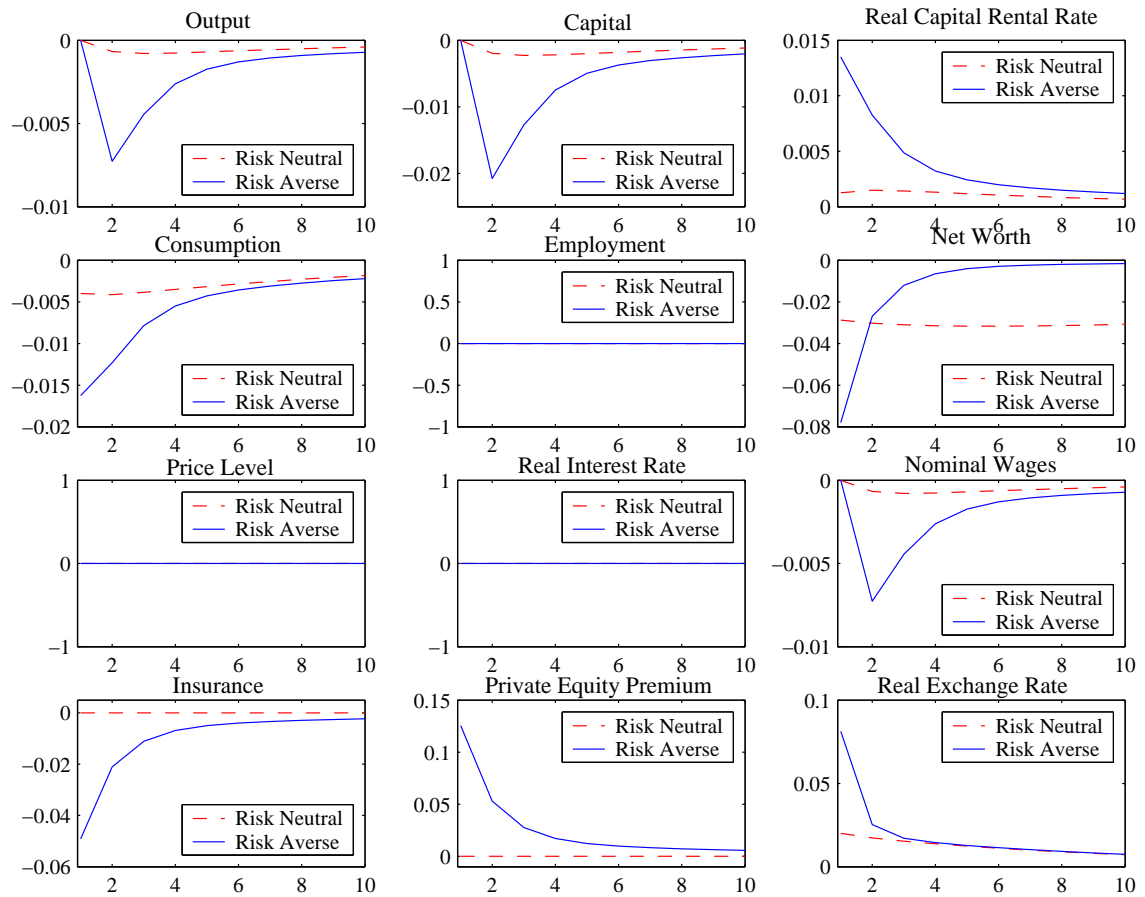 Output
0
−0.005
−0.01
2 4 6 8 10
Risk Neutral
Risk Averse
Capital
0
−0.01
−0.02
2 4 6 8 10
Risk Neutral
Risk Averse
Real Capital Rental Rate
0.015
0.01
0.005
0
2 4 6 8 10
Risk Neutral
Risk Averse
Consumption
0
−0.005
−0.01
−0.015
−0.02
2 4 6 8 10
Risk Neutral
Risk Averse
Employment
1
0.5
0
−0.5
−1
2 4 6 8 10
Risk Neutral
Risk Averse
Net Worth
0
−0.02
−0.04
−0.06
−0.08
2 4 6 8 10
Risk Neutral
Risk Averse
Price Level
1
0
−1
2 4 6 8 10
Risk Neutral
Risk Averse
Real Interest Rate
1
0
−1
2 4 6 8 10
Risk Neutral
Risk Averse
Nominal Wages
0
−0.005
−0.01
2 4 6 8 10
Risk Neutral
Risk Averse
Insurance
0
−0.02
−0.04
−0.06
2 4 6 8 10
Risk Neutral
Risk Averse
Private Equity Premium
0.15
0.1
0.05
0
2 4 6 8 10
Risk Neutral
Risk Averse
Real Exchange Rate
0.1
0.05
0
2 4 6 8 10
Risk Neutral
Risk Averse